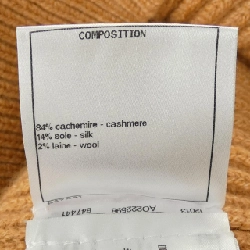 COMPOSITION
84% cachemire - cashmere
14% soie - silk
2% laine - wool